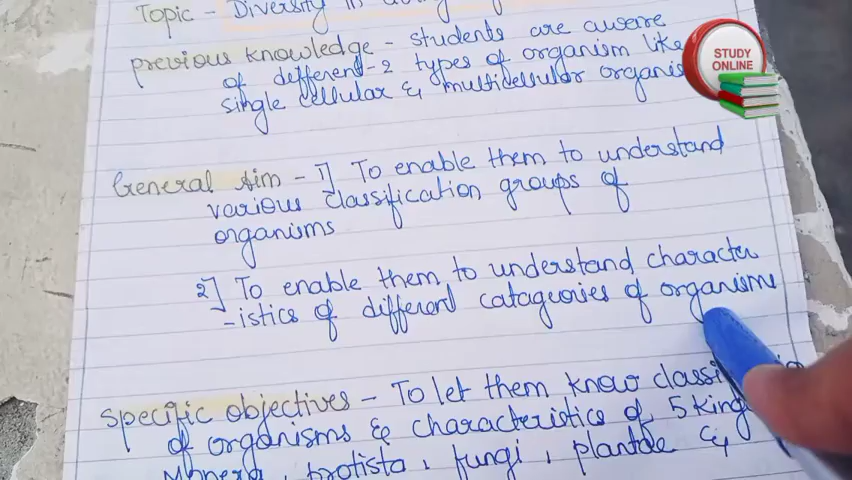 Topic - Diversity in
previous knowledge - students are aware
of different-2 types of organism like
single cellular & multicellular organis
General Aim - 1] To enable them to understand
various classification groups of
organisms
2] To enable them to understand character
-istics of different catageories of organisms
Specific objectives - To let them know classi
of organisms & characteristics of 5 King
Monera, protista, fungi, plantae &
STUDY
ONLINE